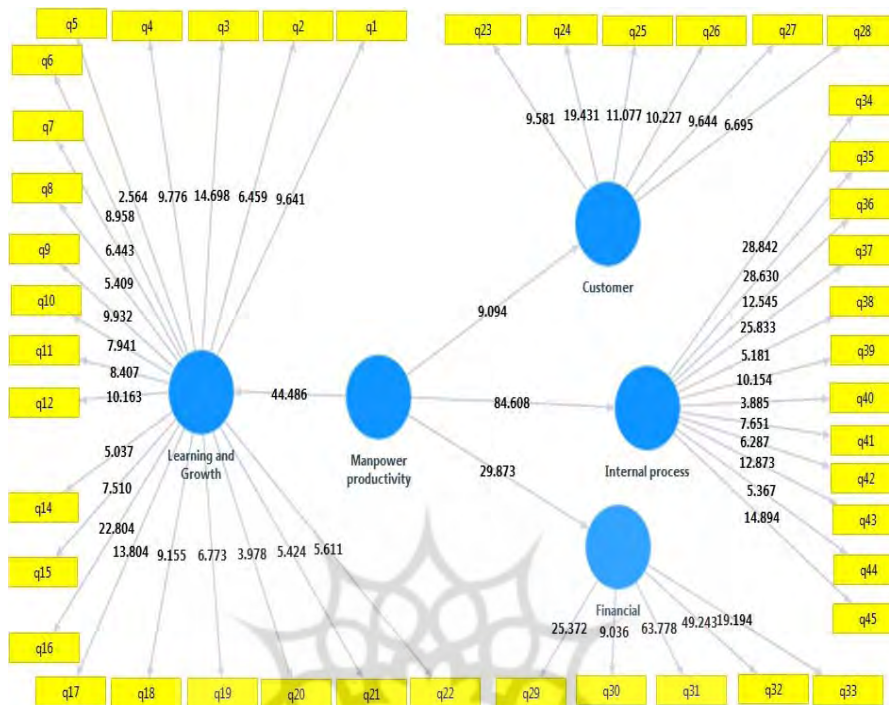 q5
q4
q3
q2
q1
q23
q24
q25
q26
q27
q28
q6
q7
q8
q9
q10
q11
q12
q14
q15
q16
q34
q35
q36
q37
q38
q39
q40
q41
q42
q43
q44
q45
2.564 9.776 14.698 6.459 9.641
8.958
6.443
5.409
9.932
7.941
8.407
10.163
5.037
7.510
22.804
13.804 9.155 6.773 3.978 5.424 5.611
9.581 19.431 11.077 10.227 9.644 6.695
Customer
9.094
28.842
28.630
12.545
25.833
5.181
10.154
3.885
7.651
6.287
12.873
5.367
14.894
44.486
84.608
29.873
Learning and
Growth
Manpower
productivity
Internal process
Financial
25.372 9.036 63.778 49.243 19.194
q17
q18
q19
q20
q21
q22
q29
q30
q31
q32
q33